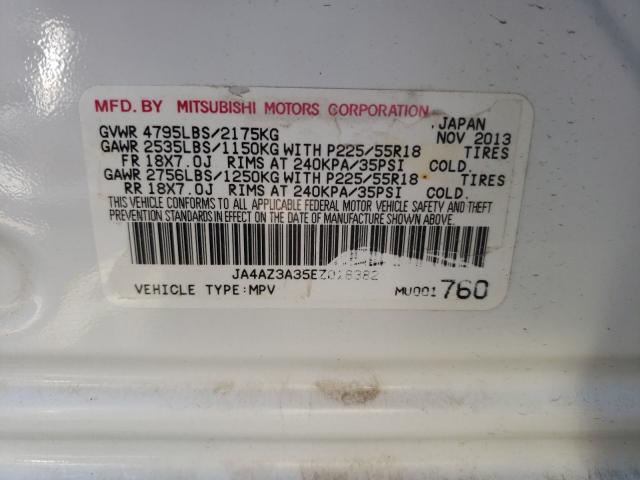 MFD. BY MITSUBISHI MOTORS CORPORATION
JAPAN
GVWR 4795LBS/2175KG NOV 2013
GAWR 2535LBS/1150KG WITH P225/55R18 TIRES
FR 18X7.0J RIMS AT 240KPA/35PSI COLD.
GAWR 2756LBS/1250KG WITH P225/55R18 TIRES
RR 18X7.0J RIMS AT 240KPA/35PSI COLD.
THIS VEHICLE CONFORMS TO ALL APPLICABLE FEDERAL MOTOR VEHICLE SAFETY AND THEFT
PREVENTION STANDARDS IN EFFECT ON THE DATE OF MANUFACTURE SHOWN ABOVE.
JA4AZ3A35EZ018382
VEHICLE TYPE:MPV MU001 760